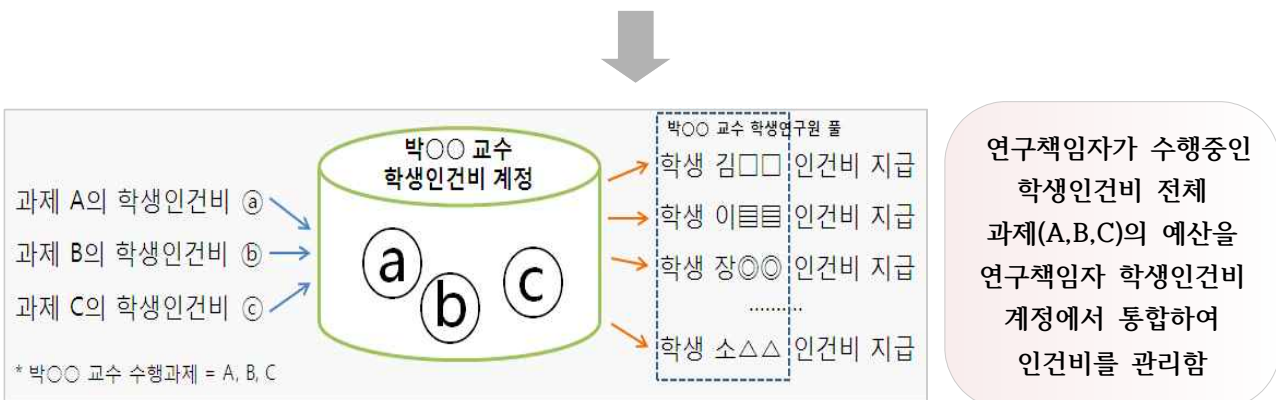 과제 A의 학생인건비 ⓐ
과제 B의 학생인건비 ⓑ
과제 C의 학생인건비 ⓒ
* 박○○ 교수 수행과제 = A, B, C
박○○ 교수
학생인건비 계정
ⓐ
ⓑ
ⓒ
박○○ 교수 학생연구원 풀
학생 김□□ 인건비 지급
학생 이▤▤ 인건비 지급
학생 장◎◎ 인건비 지급
..........
학생 소△△ 인건비 지급
연구책임자가 수행중인
학생인건비 전체
과제(A,B,C)의 예산을
연구책임자 학생인건비
계정에서 통합하여
인건비를 관리함